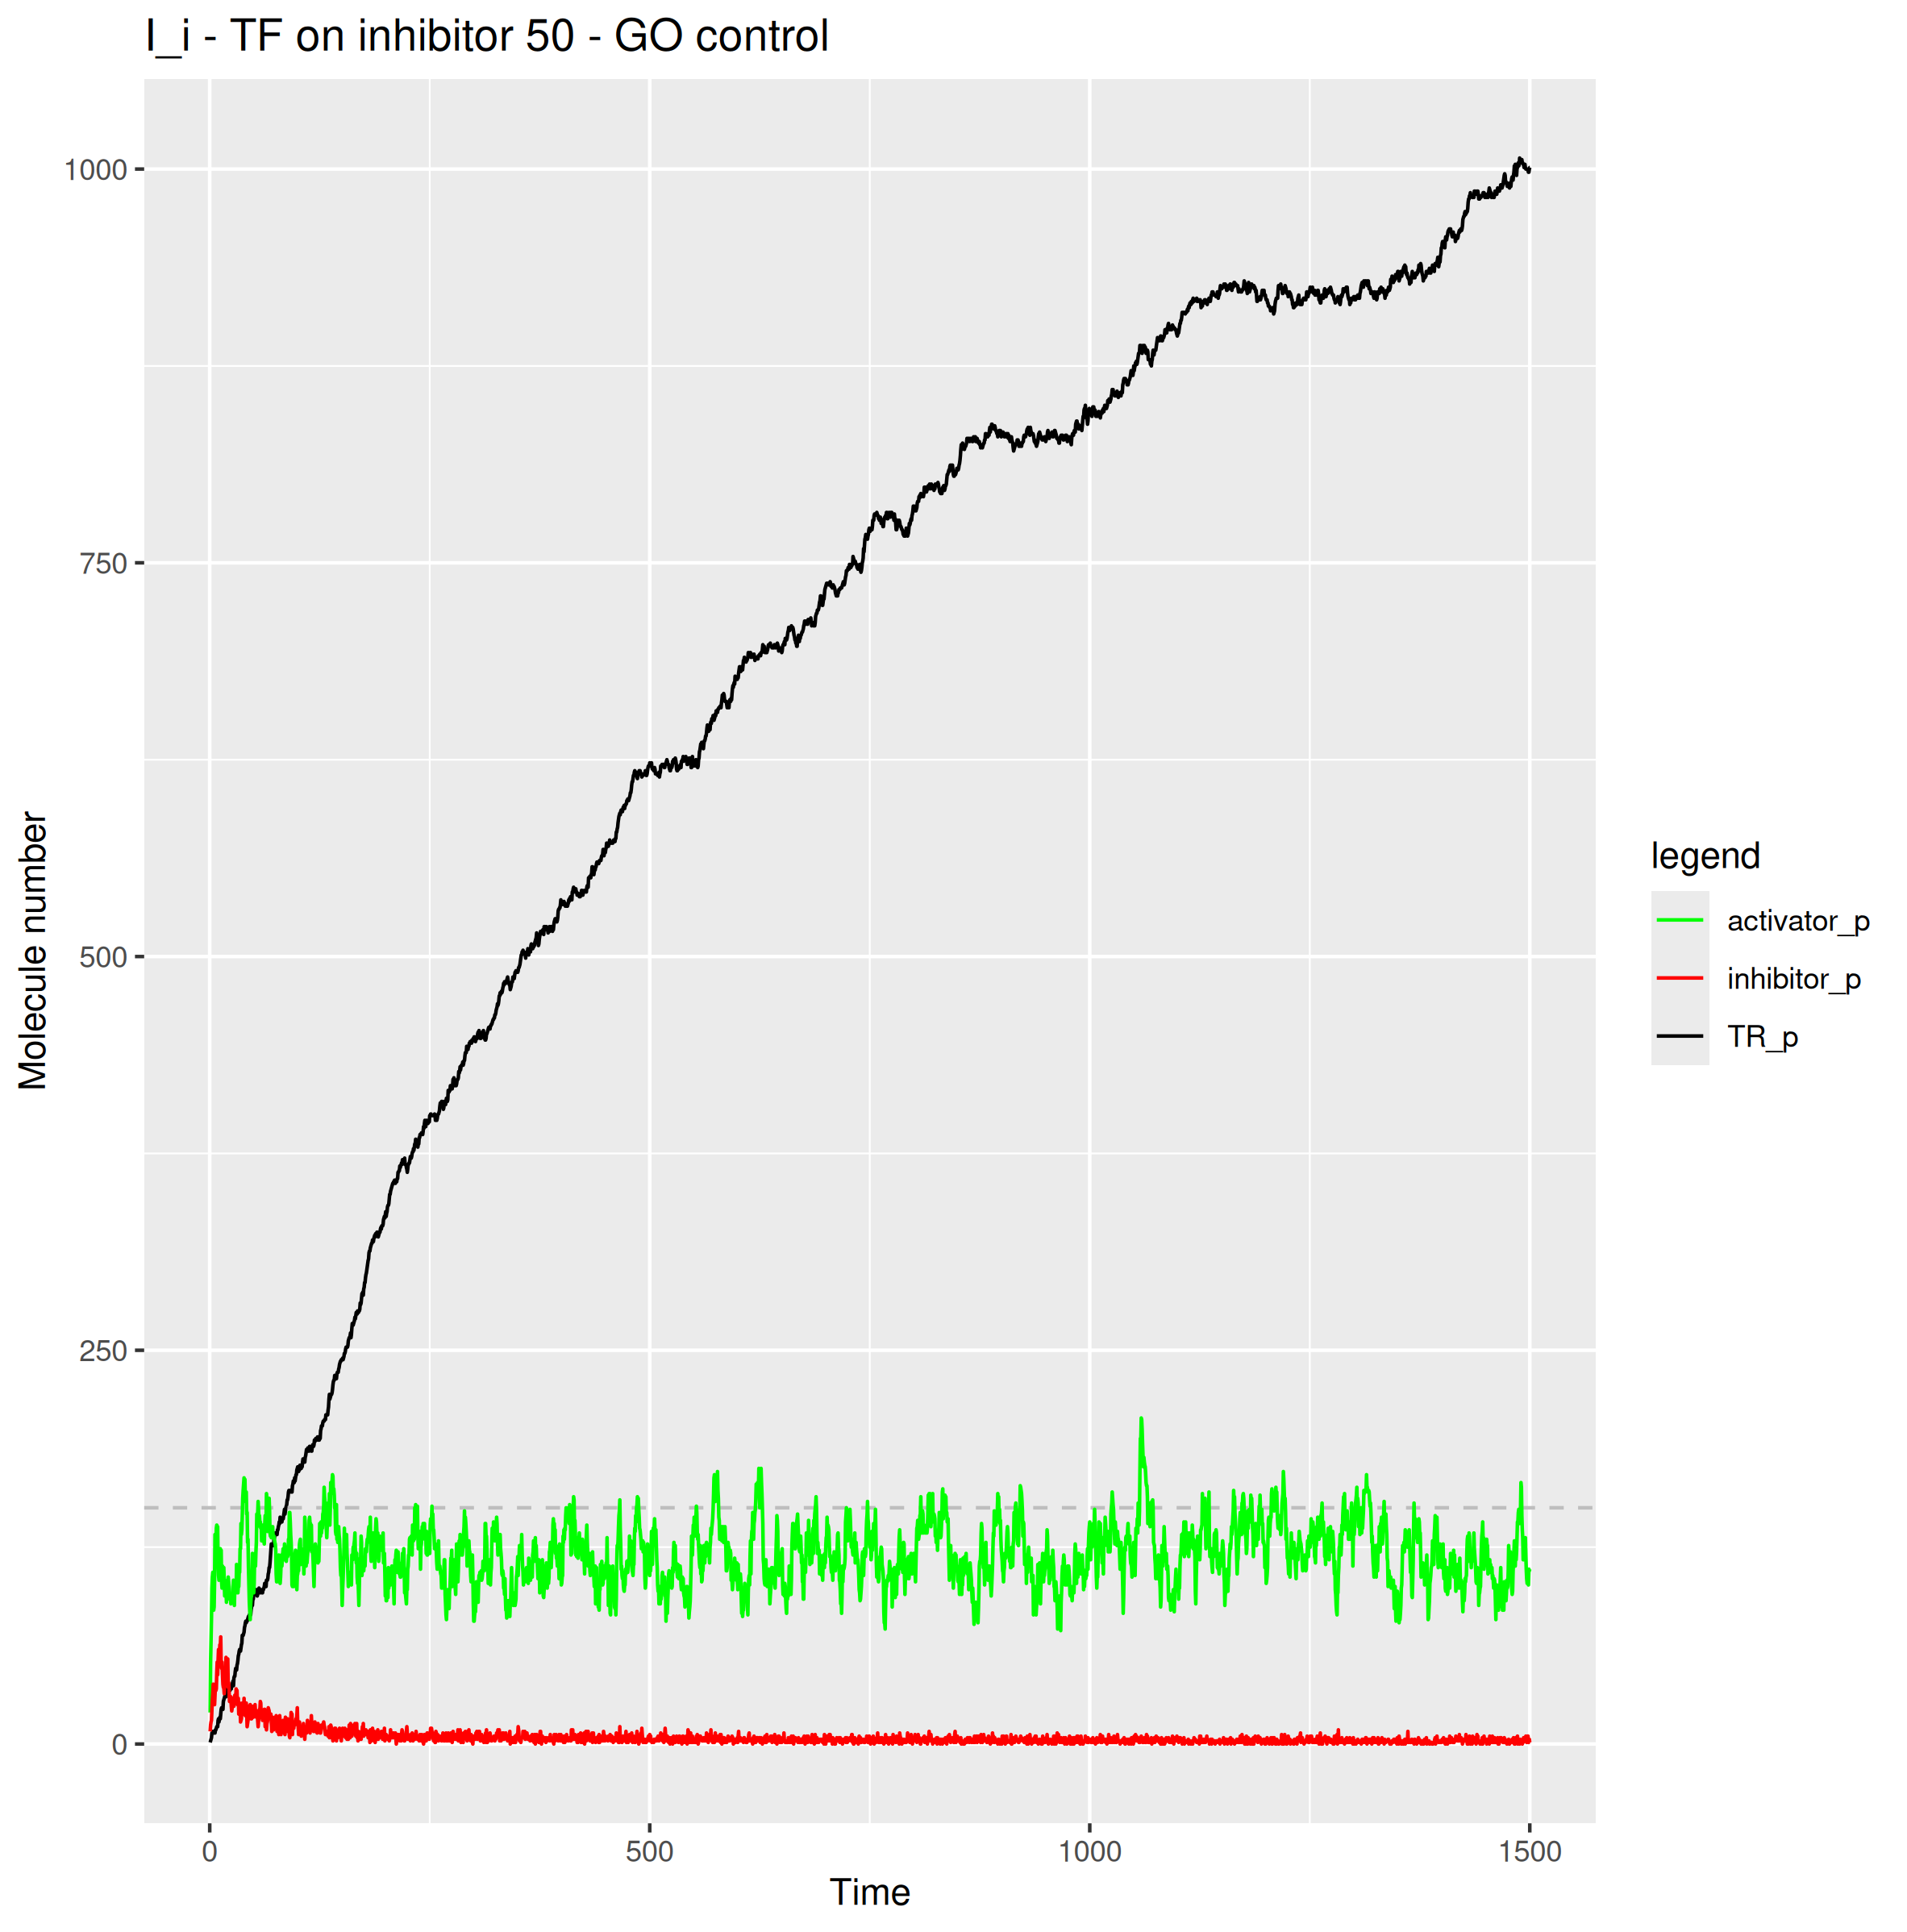 I_i - TF on inhibitor 50 - GO control
1000
750
500
250
0
Molecule number
0 500 1000 1500
Time
legend
activator_p
inhibitor_p
TR_p